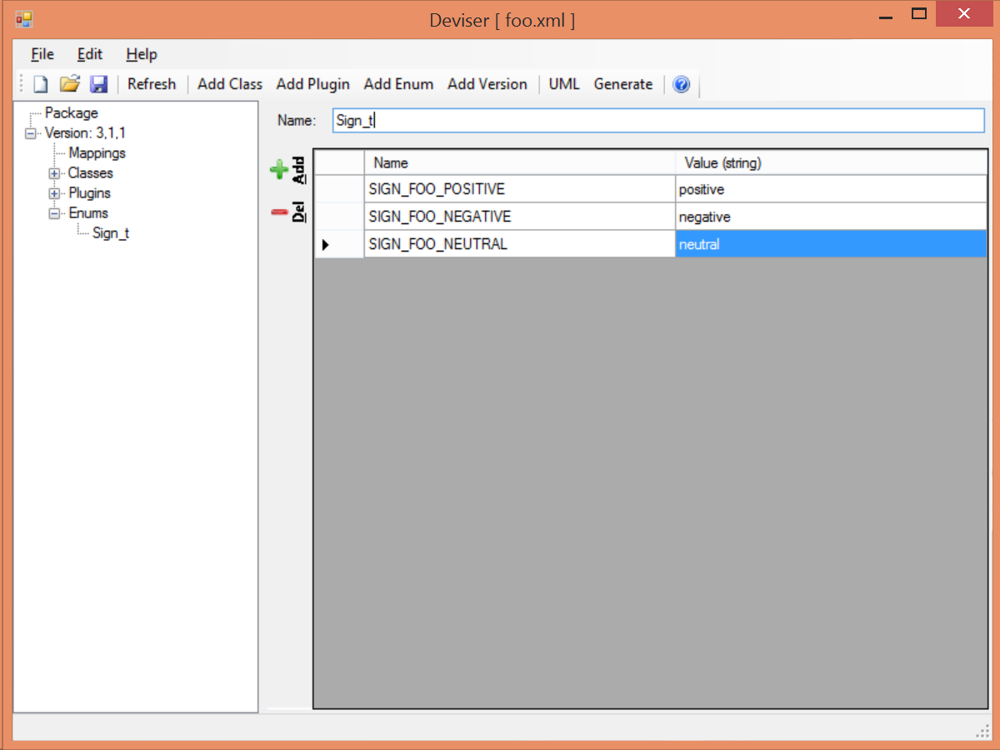 Deviser [ foo.xml ]
File Edit Help
Refresh Add Class Add Plugin Add Enum Add Version UML Generate
Package
Version: 3,1,1
Mappings
Classes
Plugins
Enums
Sign_t
Name: Sign_t
Add
Del
Name Value (string)
SIGN_FOO_POSITIVE positive
SIGN_FOO_NEGATIVE negative
SIGN_FOO_NEUTRAL neutral